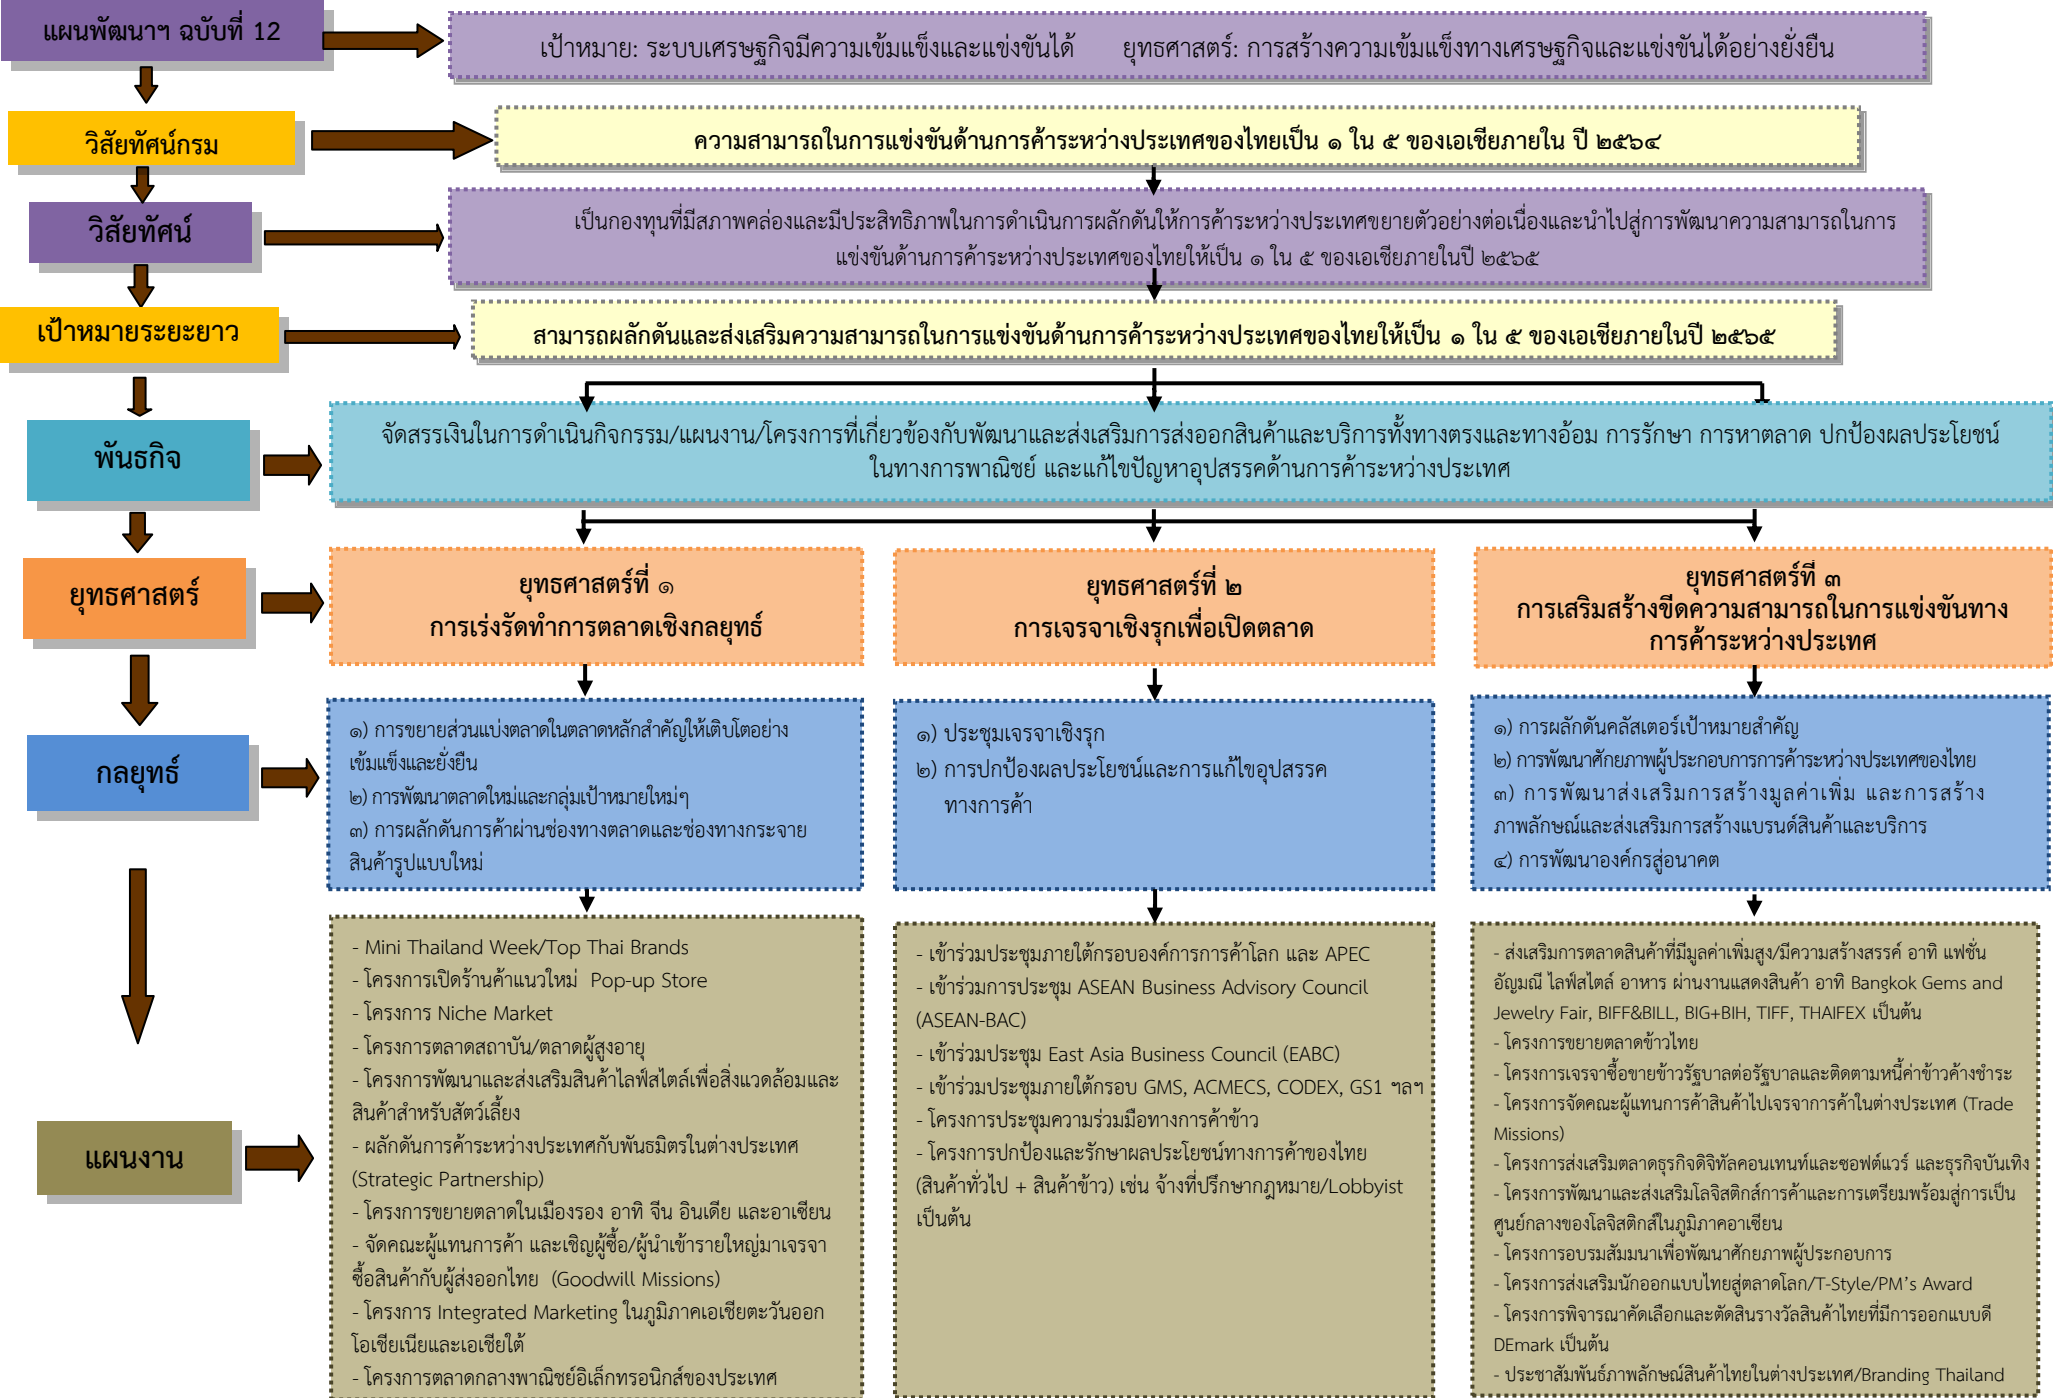 แผนพัฒนาฯ ฉบับที่ 12
เป้าหมาย: ระบบเศรษฐกิจมีความเข้มแข็งและแข่งขันได้ ยุทธศาสตร์: การสร้างความเข้มแข็งทางเศรษฐกิจและแข่งขันได้อย่างยั่งยืน
วิสัยทัศน์กรม
ความสามารถในการแข่งขันด้านการค้าระหว่างประเทศของไทยเป็น ๑ ใน ๕ ของเอเชียภายใน ปี ๒๕๖๔
วิสัยทัศน์
เป็นกองทุนที่มีสภาพคล่องและมีประสิทธิภาพในการดำเนินการผลักดันให้การค้าระหว่างประเทศขยายตัวอย่างต่อเนื่องและนำไปสู่การพัฒนาความสามารถในการ
แข่งขันด้านการค้าระหว่างประเทศของไทยให้เป็น ๑ ใน ๕ ของเอเชียภายในปี ๒๕๖๕
เป้าหมายระยะยาว
สามารถผลักดันและส่งเสริมความสามารถในการแข่งขันด้านการค้าระหว่างประเทศของไทยให้เป็น ๑ ใน ๕ ของเอเชียภายในปี ๒๕๖๕
พันธกิจ
จัดสรรเงินในการดำเนินกิจกรรม/แผนงาน/โครงการที่เกี่ยวข้องกับพัฒนาและส่งเสริมการส่งออกสินค้าและบริการทั้งทางตรงและทางอ้อม การรักษา การหาตลาด ปกป้องผลประโยชน์
ในทางการพาณิชย์ และแก้ไขปัญหาอุปสรรคด้านการค้าระหว่างประเทศ
ยุทธศาสตร์
ยุทธศาสตร์ที่ ๑
การเร่งรัดทำการตลาดเชิงกลยุทธ์
ยุทธศาสตร์ที่ ๒
การเจรจาเชิงรุกเพื่อเปิดตลาด
ยุทธศาสตร์ที่ ๓
การเสริมสร้างขีดความสามารถในการแข่งขันทาง
การค้าระหว่างประเทศ
กลยุทธ์
๑) การขยายส่วนแบ่งตลาดในตลาดหลักสำคัญให้เติบโตอย่าง
เข้มแข็งและยั่งยืน
๒) การพัฒนาตลาดใหม่และกลุ่มเป้าหมายใหม่ๆ
๓) การผลักดันการค้าผ่านช่องทางตลาดและช่องทางกระจาย
สินค้ารูปแบบใหม่
๑) ประชุมเจรจาเชิงรุก
๒) การปกป้องผลประโยชน์และการแก้ไขอุปสรรค
ทางการค้า
๑) การผลักดันคลัสเตอร์เป้าหมายสำคัญ
๒) การพัฒนาศักยภาพผู้ประกอบการการค้าระหว่างประเทศของไทย
๓) การพัฒนาส่งเสริมการสร้างมูลค่าเพิ่ม และการสร้าง
ภาพลักษณ์และส่งเสริมการสร้างแบรนด์สินค้าและบริการ
๔) การพัฒนาองค์กรสู่อนาคต
แผนงาน
- Mini Thailand Week/Top Thai Brands
- โครงการเปิดร้านค้าแนวใหม่ Pop-up Store
- โครงการ Niche Market
- โครงการตลาดสถาบัน/ตลาดผู้สูงอายุ
- โครงการพัฒนาและส่งเสริมสินค้าไลฟ์สไตล์เพื่อสิ่งแวดล้อมและ
สินค้าสำหรับสัตว์เลี้ยง
- ผลักดันการค้าระหว่างประเทศกับพันธมิตรในต่างประเทศ
(Strategic Partnership)
- โครงการขยายตลาดในเมืองรอง อาทิ จีน อินเดีย และอาเซียน
- จัดคณะผู้แทนการค้า และเชิญผู้ซื้อ/ผู้นำเข้ารายใหญ่มาเจรจา
ซื้อสินค้ากับผู้ส่งออกไทย (Goodwill Missions)
- โครงการ Integrated Marketing ในภูมิภาคเอเชียตะวันออก
โอเชียเนียและเอเชียใต้
- โครงการตลาดกลางพาณิชย์อิเล็กทรอนิกส์ของประเทศ
- เข้าร่วมประชุมภายใต้กรอบองค์การการค้าโลก และ APEC
- เข้าร่วมการประชุม ASEAN Business Advisory Council
(ASEAN-BAC)
- เข้าร่วมประชุม East Asia Business Council (EABC)
- เข้าร่วมประชุมภายใต้กรอบ GMS, ACMECS, CODEX, GS1 ฯลฯ
- โครงการประชุมความร่วมมือทางการค้าข้าว
- โครงการปกป้องและรักษาผลประโยชน์ทางการค้าของไทย
(สินค้าทั่วไป + สินค้าข้าว) เช่น จ้างที่ปรึกษากฎหมาย/Lobbyist
เป็นต้น
- ส่งเสริมการตลาดสินค้าที่มีมูลค่าเพิ่มสูง/มีความสร้างสรรค์ อาทิ แฟชั่น
อัญมณี ไลฟ์สไตล์ อาหาร ผ่านงานแสดงสินค้า อาทิ Bangkok Gems and
Jewelry Fair, BIFF&BILL, BIG+BIH, TIFF, THAIFEX เป็นต้น
- โครงการขยายตลาดข้าวไทย
- โครงการเจรจาซื้อขายข้าวรัฐบาลต่อรัฐบาลและติดตามหนี้ค่าข้าวค้างชำระ
- โครงการจัดคณะผู้แทนการค้าสินค้าไปเจรจาการค้าในต่างประเทศ (Trade
Missions)
- โครงการส่งเสริมตลาดธุรกิจดิจิทัลคอนเทนท์และซอฟต์แวร์ และธุรกิจบันเทิง
- โครงการพัฒนาและส่งเสริมโลจิสติกส์การค้าและการเตรียมพร้อมสู่การเป็น
ศูนย์กลางของโลจิสติกส์ในภูมิภาคอาเซียน
- โครงการอบรมสัมมนาเพื่อพัฒนาศักยภาพผู้ประกอบการ
- โครงการส่งเสริมนักออกแบบไทยสู่ตลาดโลก/T-Style/PM's Award
- โครงการพิจารณาคัดเลือกและตัดสินรางวัลสินค้าไทยที่มีการออกแบบดี
DEmark เป็นต้น
- ประชาสัมพันธ์ภาพลักษณ์สินค้าไทยในต่างประเทศ/Branding Thailand